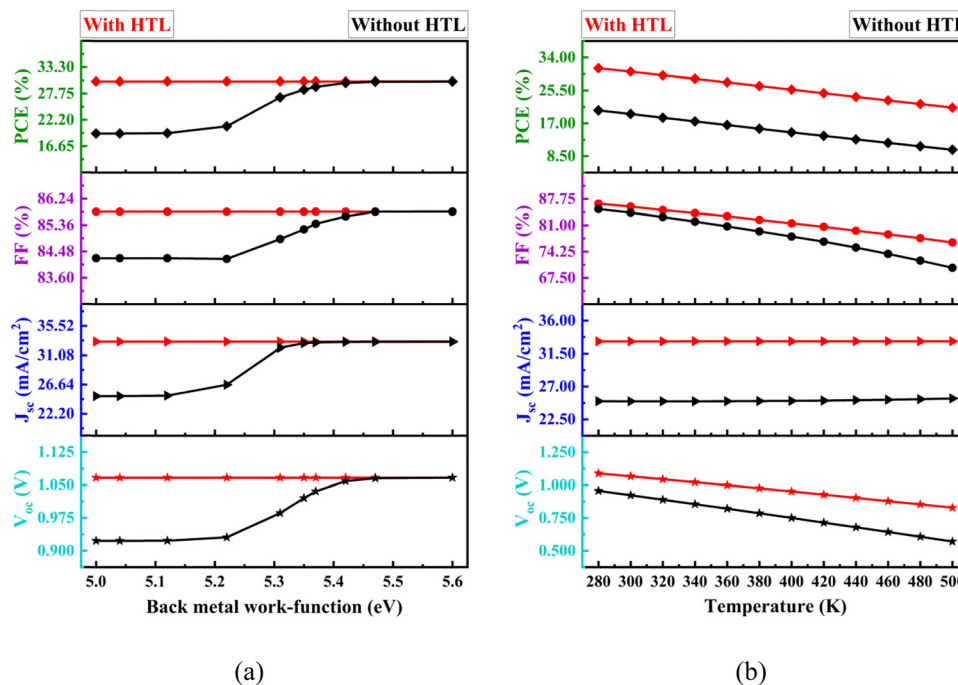 With HTL Without HTL
PCE (%)
33.30
27.75
22.20
16.65
FF (%)
86.24
85.36
84.48
83.60
Jsc (mA/cm2)
35.52
31.08
26.64
22.20
Voc (V)
1.125
1.050
0.975
0.900
5.0 5.1 5.2 5.3 5.4 5.5 5.6
Back metal work-function (eV)
(a)
With HTL Without HTL
PCE (%)
34.00
25.50
17.00
8.50
FF (%)
87.75
81.00
74.25
67.50
Jsc (mA/cm2)
36.00
31.50
27.00
22.50
Voc (V)
1.250
1.000
0.750
0.500
280 300 320 340 360 380 400 420 440 460 480 500
Temperature (K)
(b)